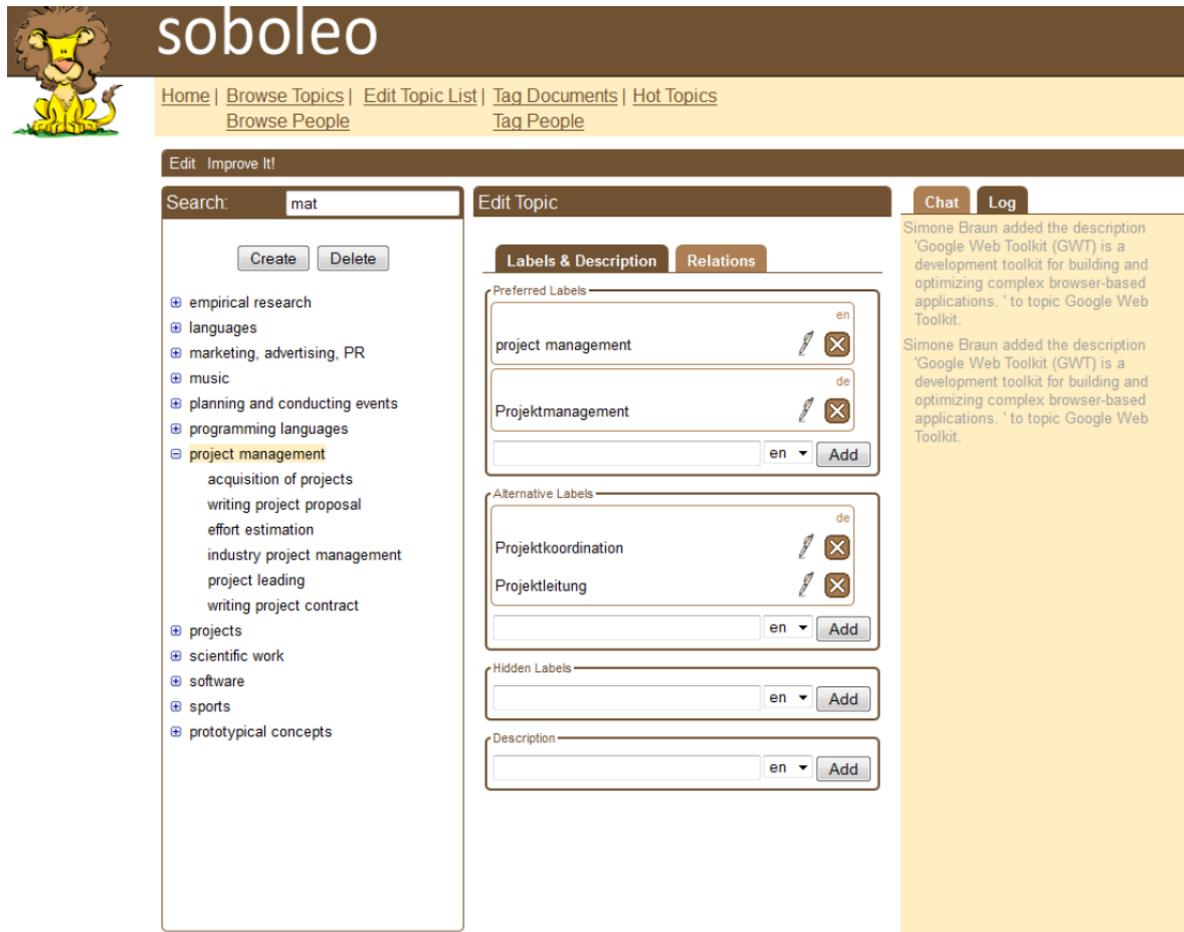 soboleo
Home | Browse Topics | Edit Topic List | Tag Documents | Hot Topics
Browse People Tag People
Edit Improve It!
Search: mat
Create Delete
empirical research
languages
marketing, advertising, PR
music
planning and conducting events
programming languages
project management
acquisition of projects
writing project proposal
effort estimation
industry project management
project leading
writing project contract
projects
scientific work
software
sports
prototypical concepts
Edit Topic
Labels & Description Relations
Preferred Labels
en
project management
de
Projektmanagement
en Add
Alternative Labels
de
Projektkoordination
Projektleitung
en Add
Hidden Labels
en Add
Description
en Add
Chat Log
Simone Braun added the description
'Google Web Toolkit (GWT) is a
development toolkit for building and
optimizing complex browser-based
applications. ' to topic Google Web
Toolkit.
Simone Braun added the description
'Google Web Toolkit (GWT) is a
development toolkit for building and
optimizing complex browser-based
applications. ' to topic Google Web
Toolkit.